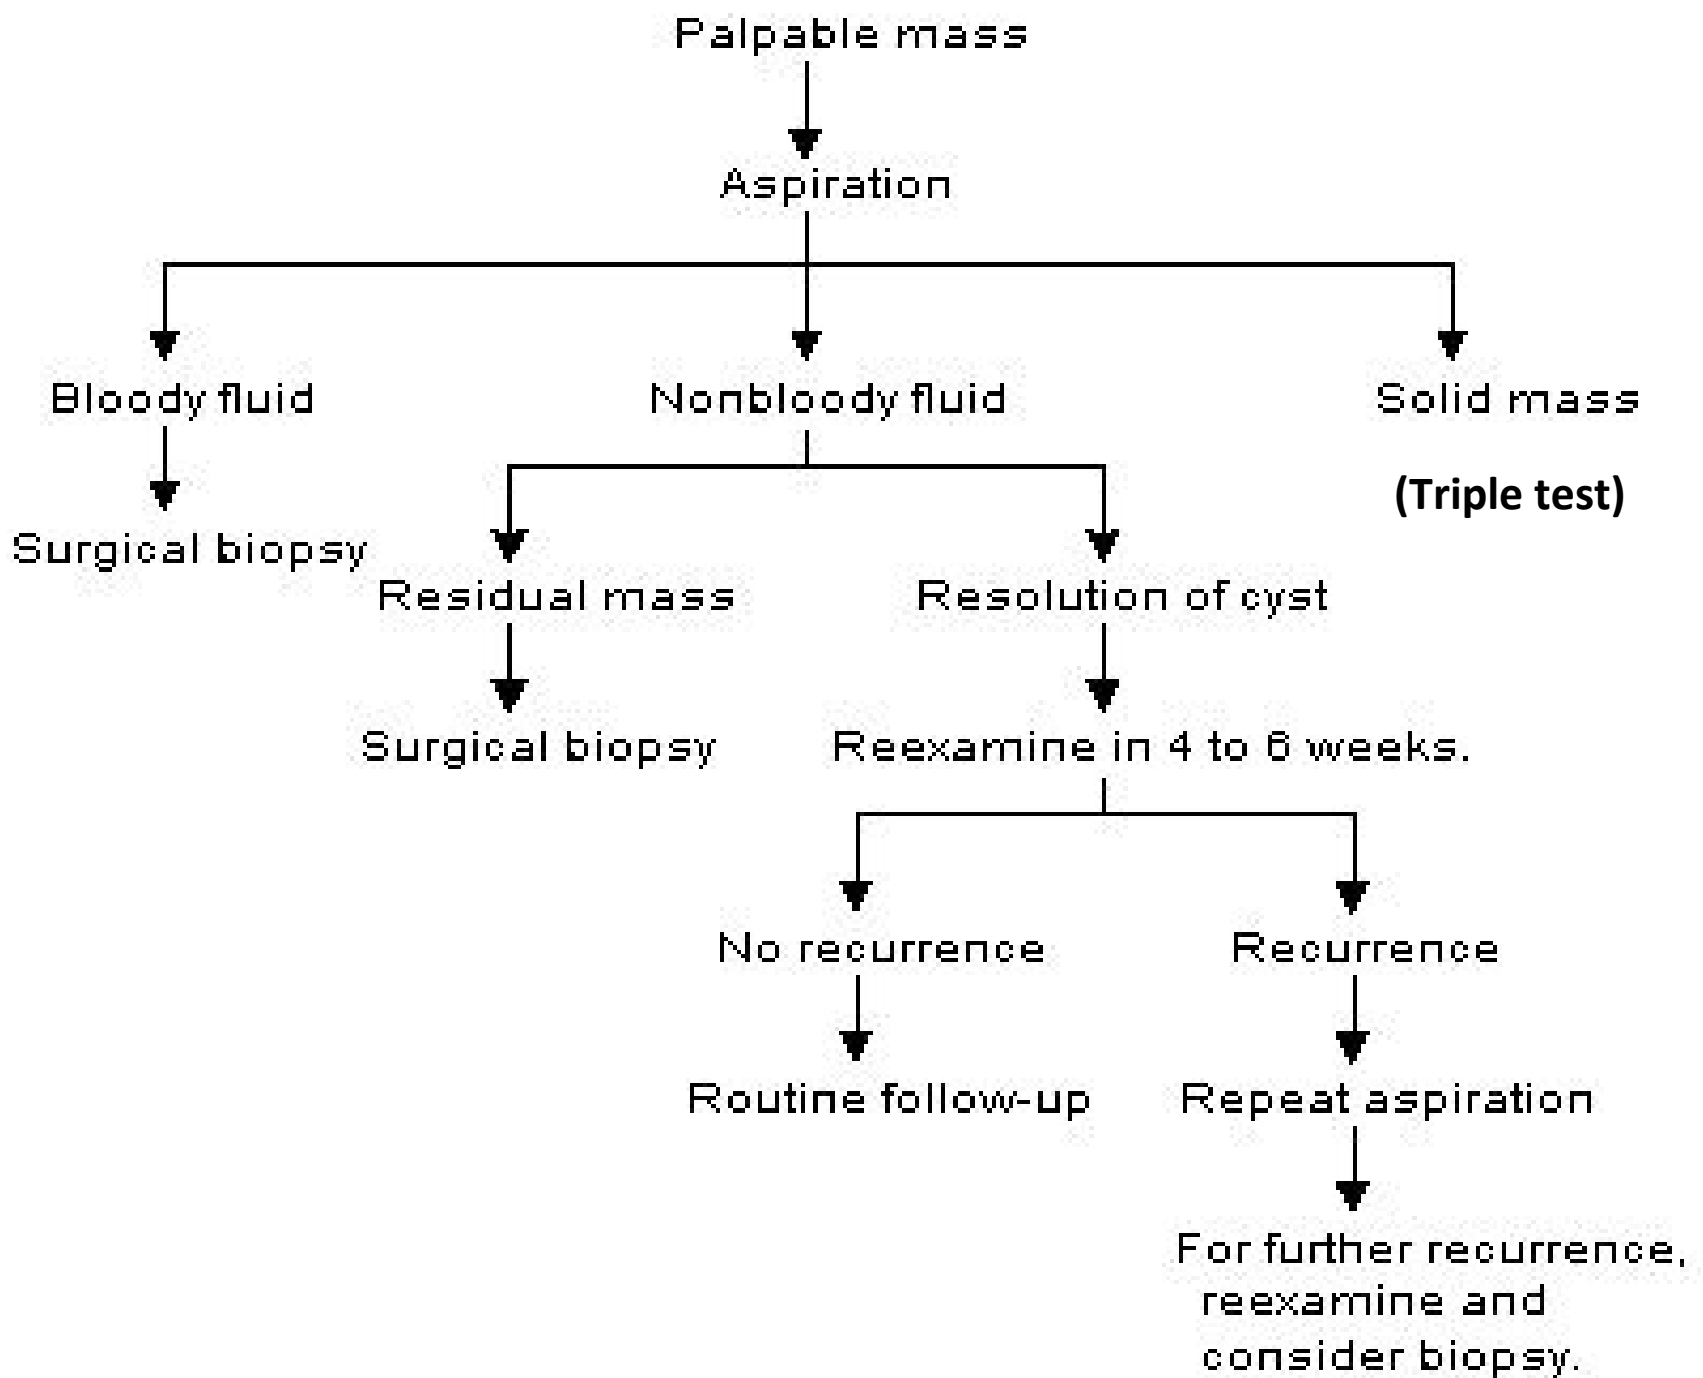 Palpable mass
Aspiration
Bloody fluid
Nonbloody fluid
Solid mass
(Triple test)
Surgical biopsy
Residual mass
Resolution of cyst
Surgical biopsy
Reexamine in 4 to 6 weeks.
No recurrence
Recurrence
Routine follow-up
Repeat aspiration
For further recurrence,
reexamine and
consider biopsy.